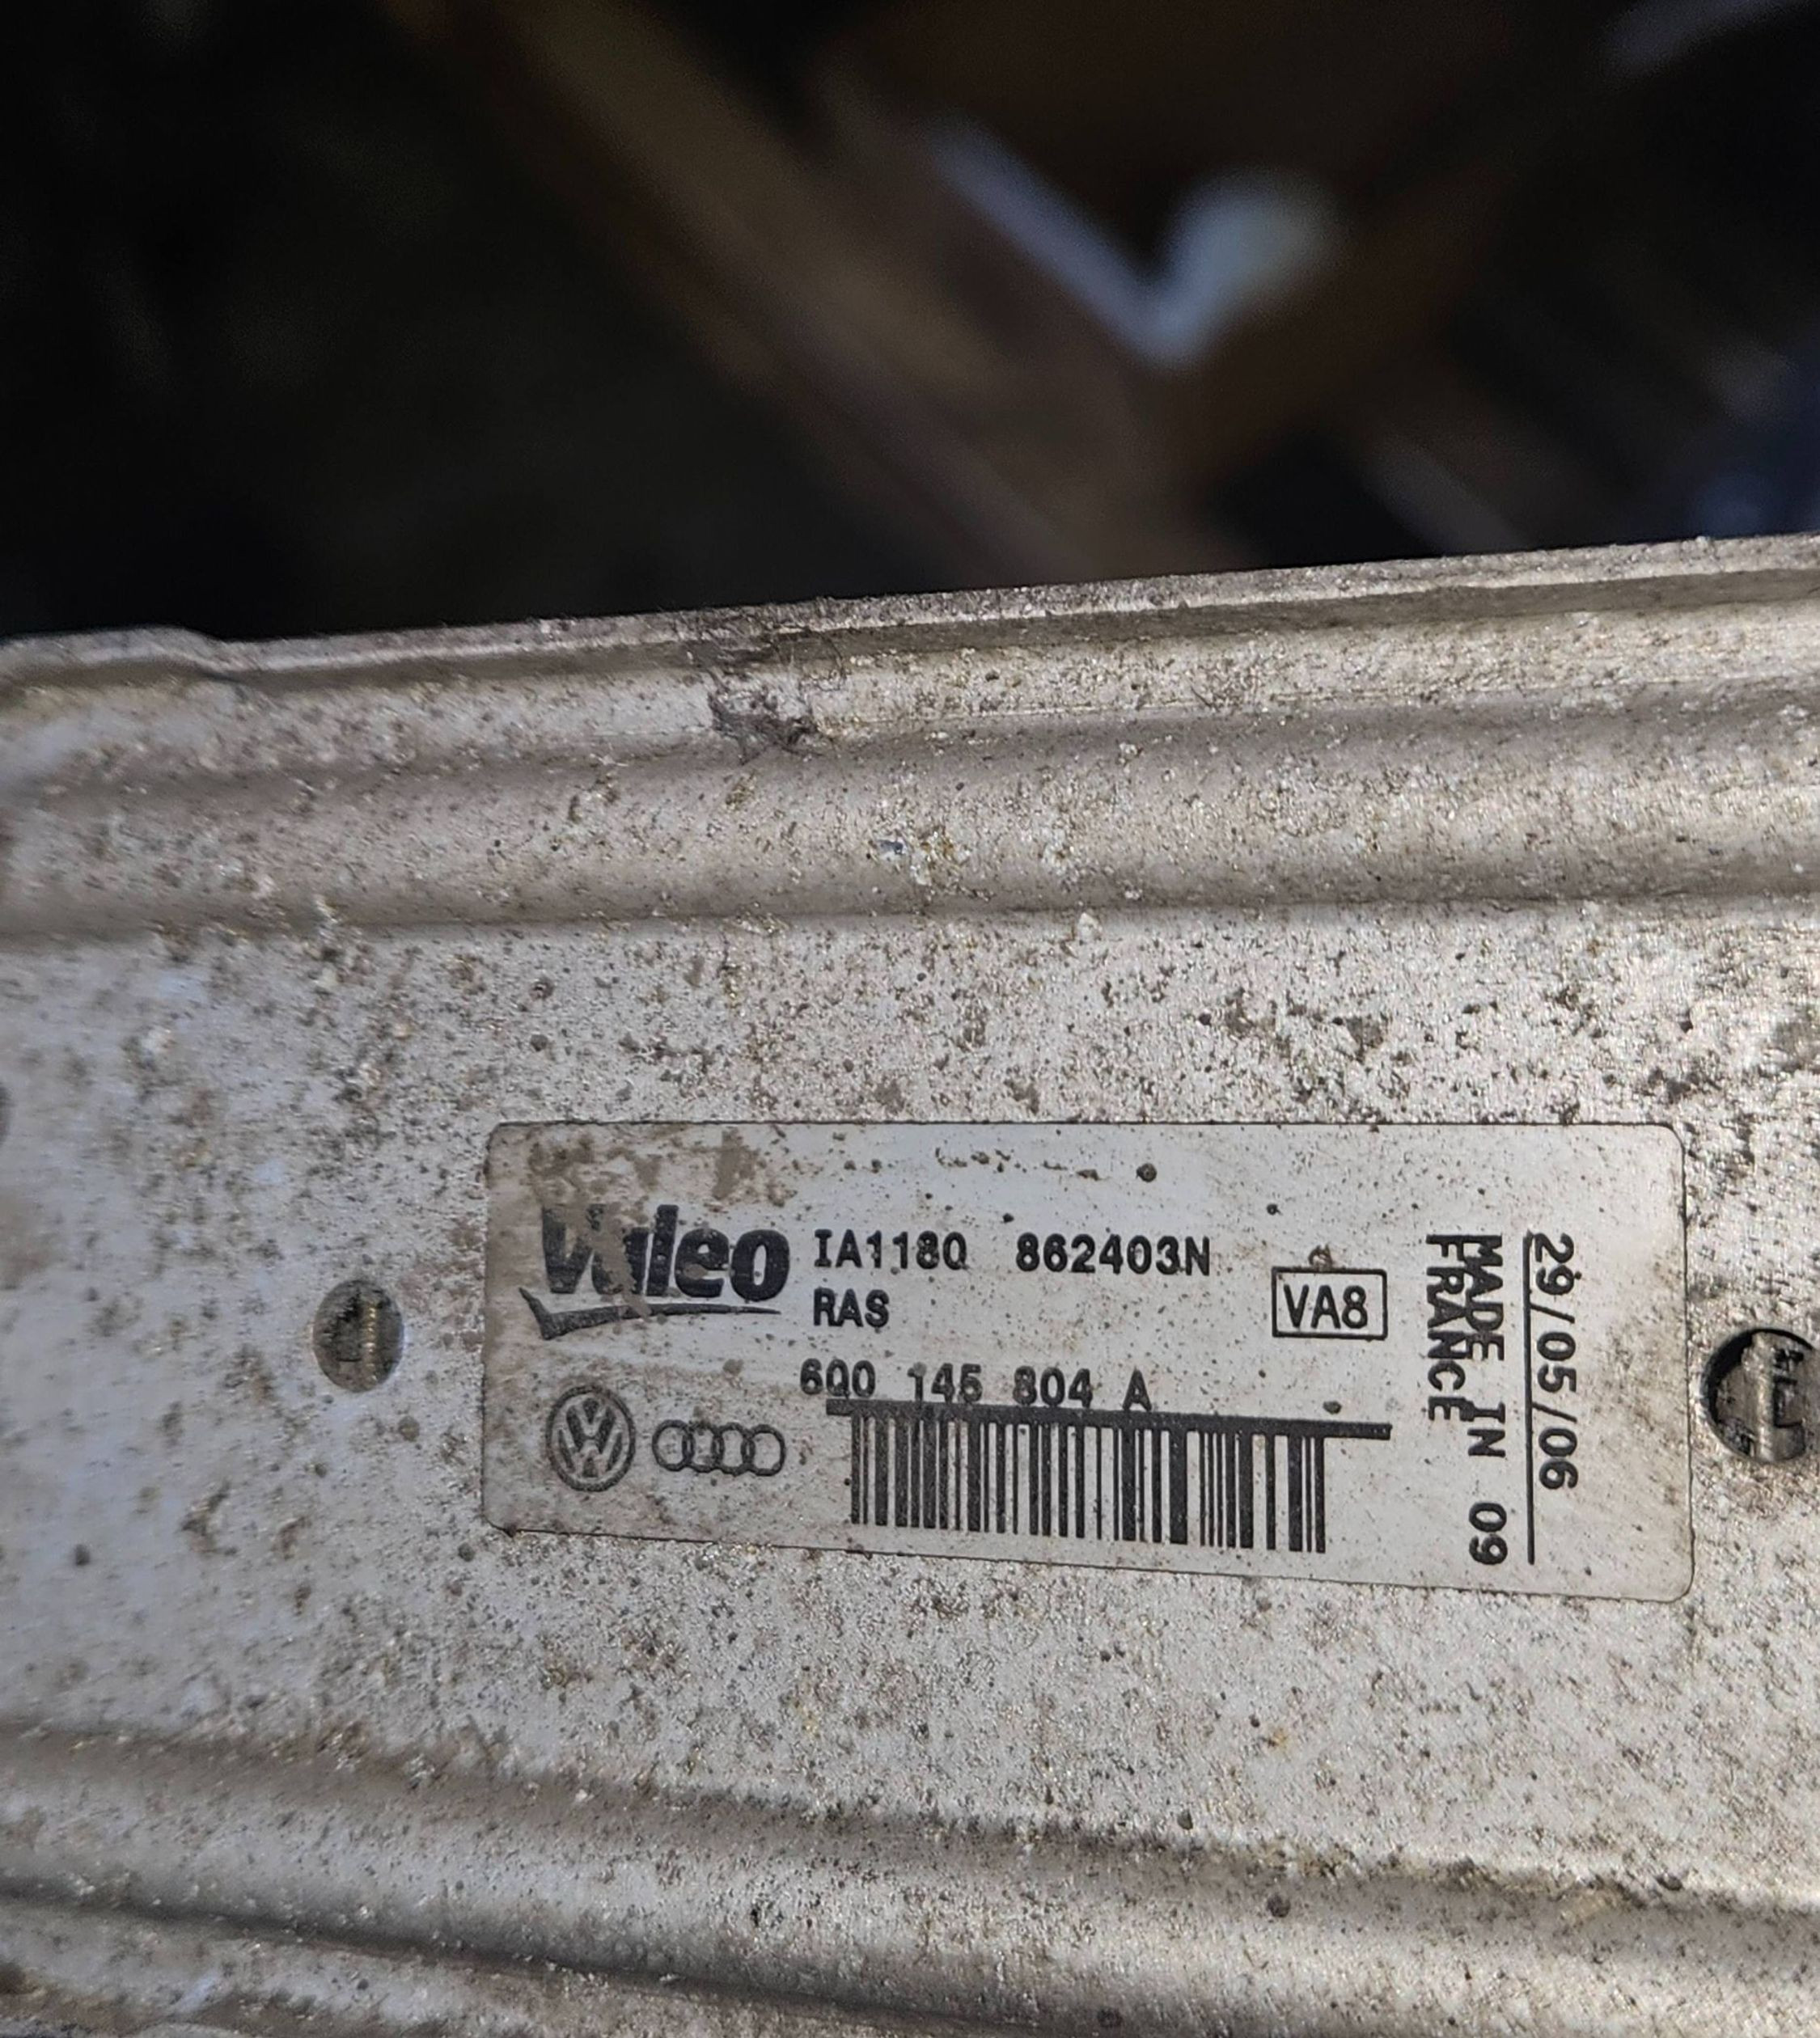 Valeo
IA1180 862403N
RAS
VA8
6Q0 145 804 A
29/05/06
MADE IN 09
FRANCE